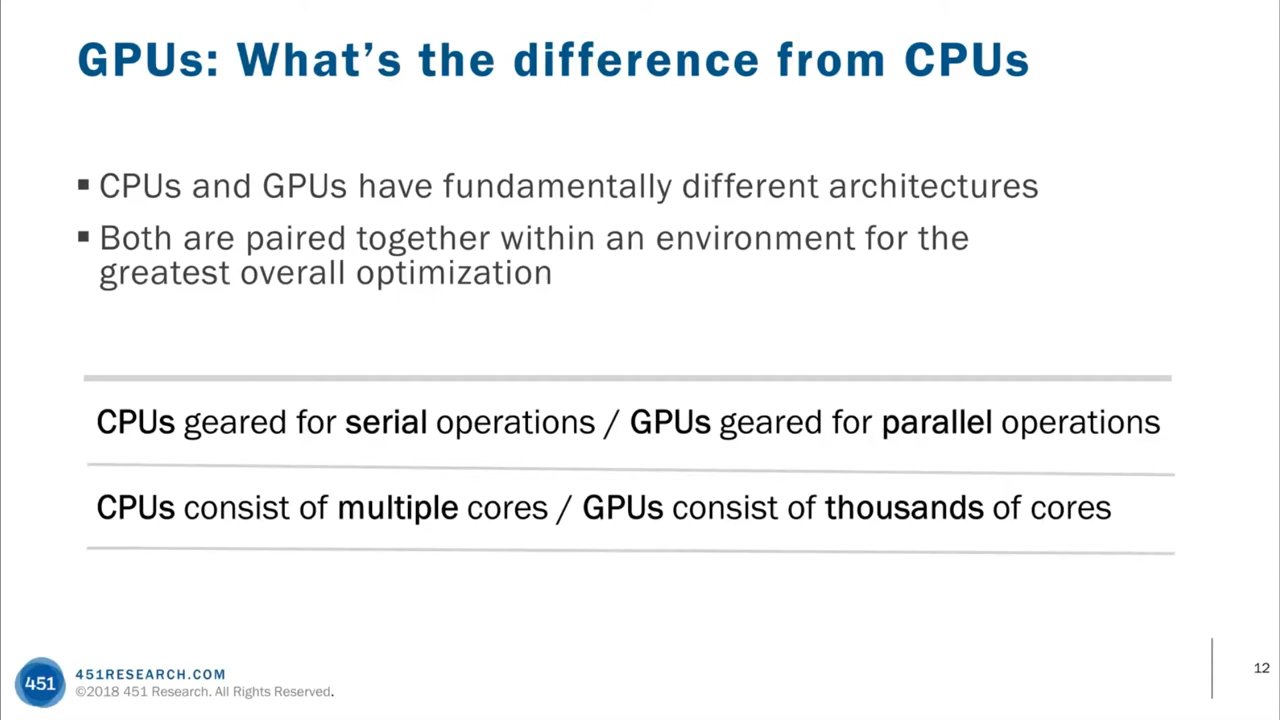 GPUs: What’s the difference from CPUs
▪ CPUs and GPUs have fundamentally different architectures
▪ Both are paired together within an environment for the
greatest overall optimization
CPUs geared for serial operations / GPUs geared for parallel operations
CPUs consist of multiple cores / GPUs consist of thousands of cores
451
451RESEARCH.COM
©2018 451 Research. All Rights Reserved.
12